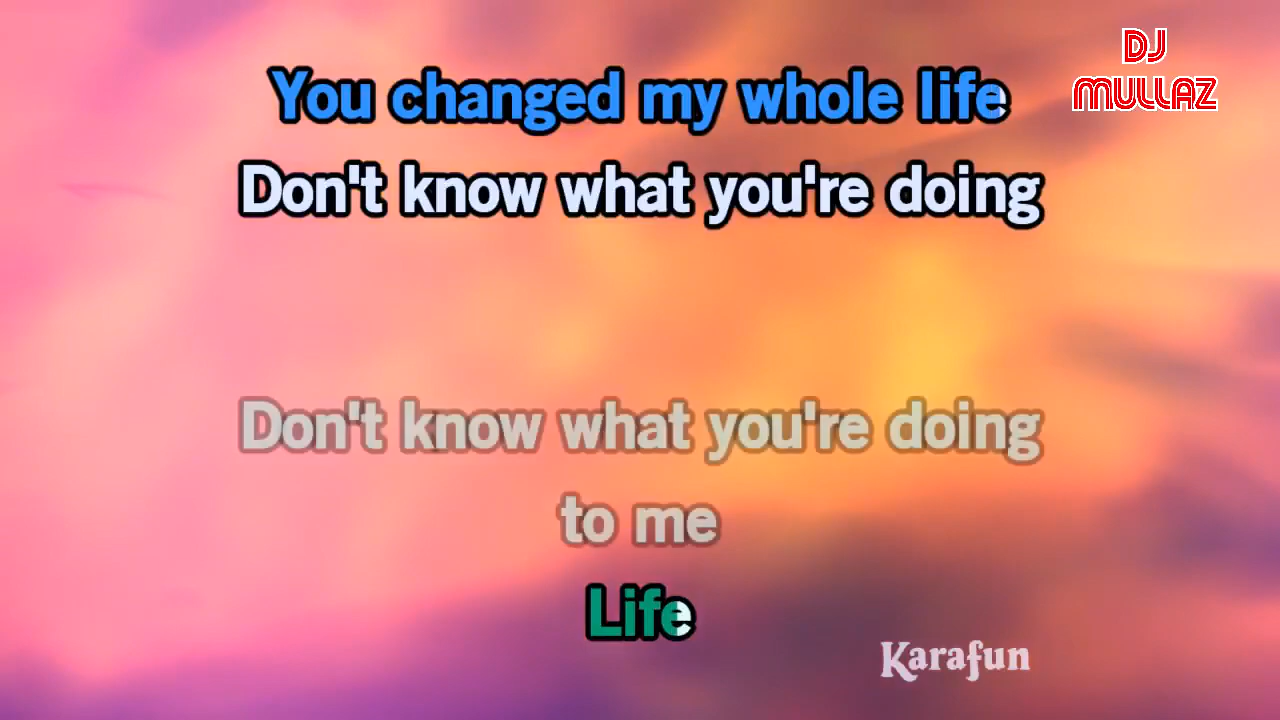 DJ
MULLAZ
You changed my whole life
Don't know what you're doing
Don't know what you're doing
to me
Life
Karafun